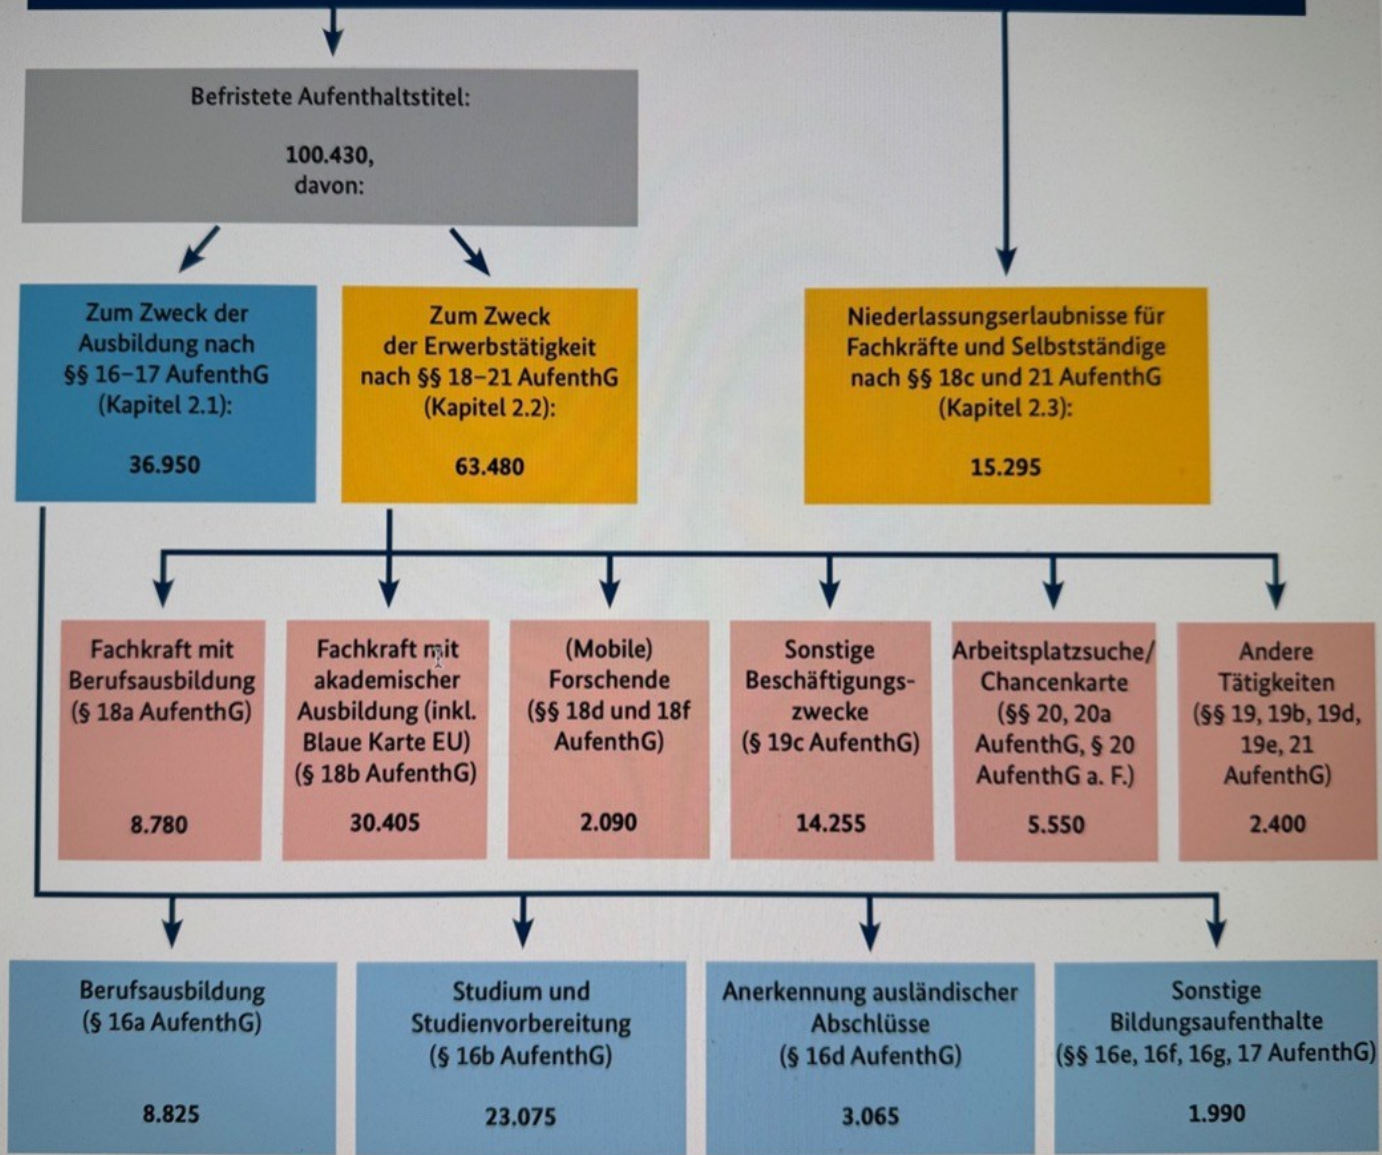 Befristete Aufenthaltstitel:
100.430,
davon:
Zum Zweck der
Ausbildung nach
§§ 16–17 AufenthG
(Kapitel 2.1):
36.950
Zum Zweck
der Erwerbstätigkeit
nach §§ 18–21 AufenthG
(Kapitel 2.2):
63.480
Niederlassungserlaubnisse für
Fachkräfte und Selbstständige
nach §§ 18c und 21 AufenthG
(Kapitel 2.3):
15.295
Fachkraft mit
Berufsausbildung
(§ 18a AufenthG)
8.780
Fachkraft mit
akademischer
Ausbildung (inkl.
Blaue Karte EU)
(§ 18b AufenthG)
30.405
(Mobile)
Forschende
(§§ 18d und 18f
AufenthG)
2.090
Sonstige
Beschäftigungs-
zwecke
(§ 19c AufenthG)
14.255
Arbeitsplatzsuche/
Chancenkarte
(§§ 20, 20a
AufenthG, § 20
AufenthG a. F.)
5.550
Andere
Tätigkeiten
(§§ 19, 19b, 19d,
19e, 21
AufenthG)
2.400
Berufsausbildung
(§ 16a AufenthG)
8.825
Studium und
Studienvorbereitung
(§ 16b AufenthG)
23.075
Anerkennung ausländischer
Abschlüsse
(§ 16d AufenthG)
3.065
Sonstige
Bildungsaufenthalte
(§§ 16e, 16f, 16g, 17 AufenthG)
1.990